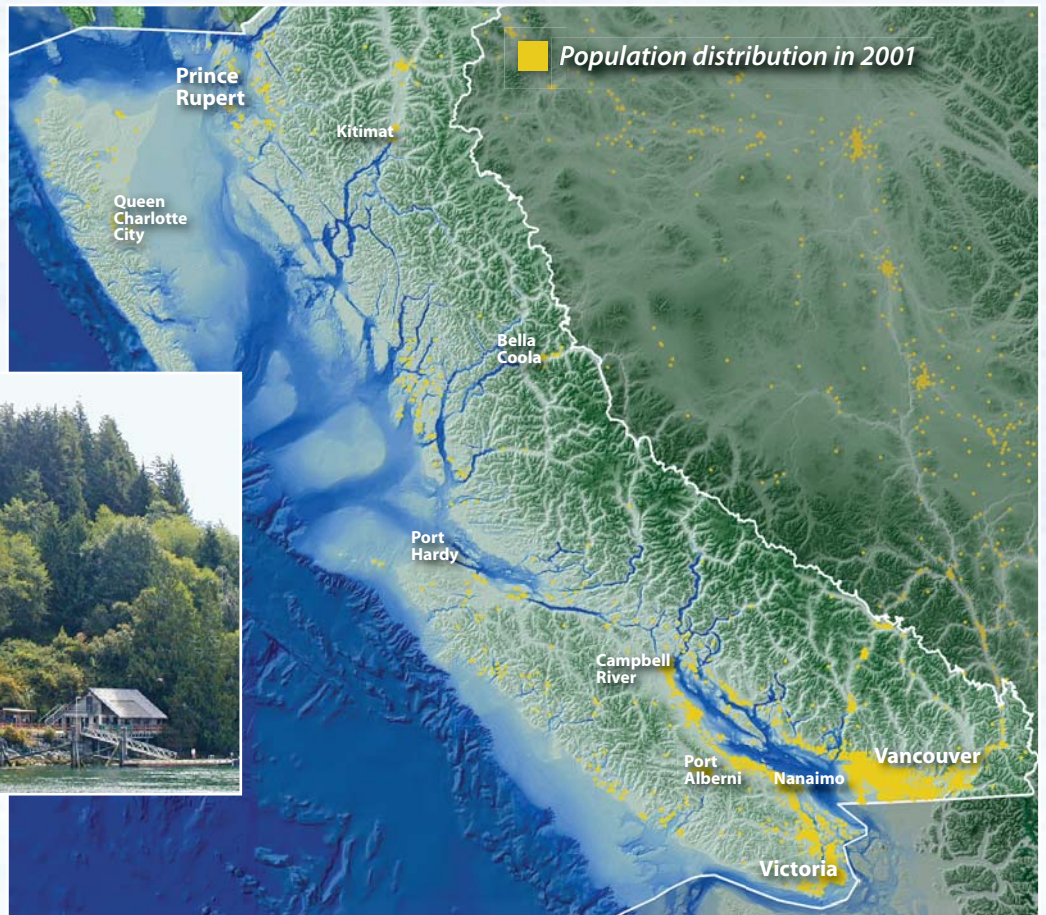 Population distribution in 2001
Prince
Rupert
Kitimat
Queen
Charlotte
City
Bella
Coola
Port
Hardy
Campbell
River
Port
Alberni
Nanaimo
Vancouver
Victoria